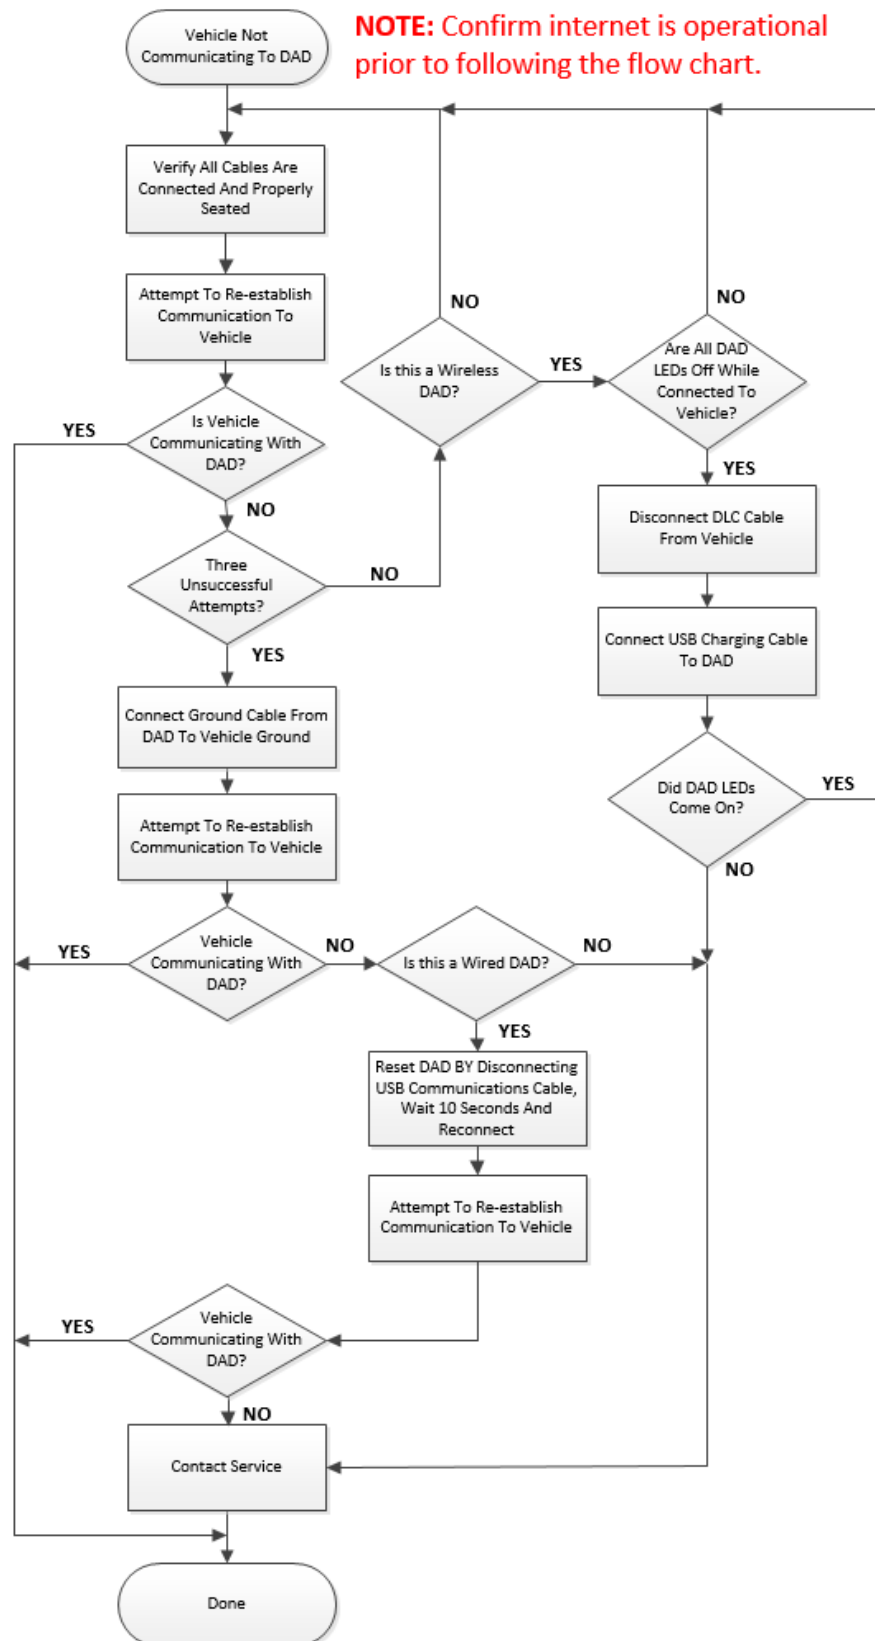 Vehicle Not
Communicating To DAD
NOTE: Confirm internet is operational
prior to following the flow chart.
Verify All Cables Are
Connected And Properly
Seated
Attempt To Re-establish
Communication To
Vehicle
NO
NO
Is this a Wireless
DAD?
YES
Are All DAD
LEDs Off While
Connected To
Vehicle?
YES
Is Vehicle
Communicating With
DAD?
YES
NO
Disconnect DLC Cable
From Vehicle
Three
Unsuccessful
Attempts?
NO
YES
Connect USB Charging Cable
To DAD
Connect Ground Cable From
DAD To Vehicle Ground
Did DAD LEDs
Come On?
YES
NO
Attempt To Re-establish
Communication To Vehicle
YES
Vehicle
Communicating With
DAD?
NO
Is this a Wired DAD?
NO
YES
Reset DAD BY Disconnecting
USB Communications Cable,
Wait 10 Seconds And
Reconnect
Attempt To Re-establish
Communication To Vehicle
YES
Vehicle
Communicating With
DAD?
NO
Contact Service
Done